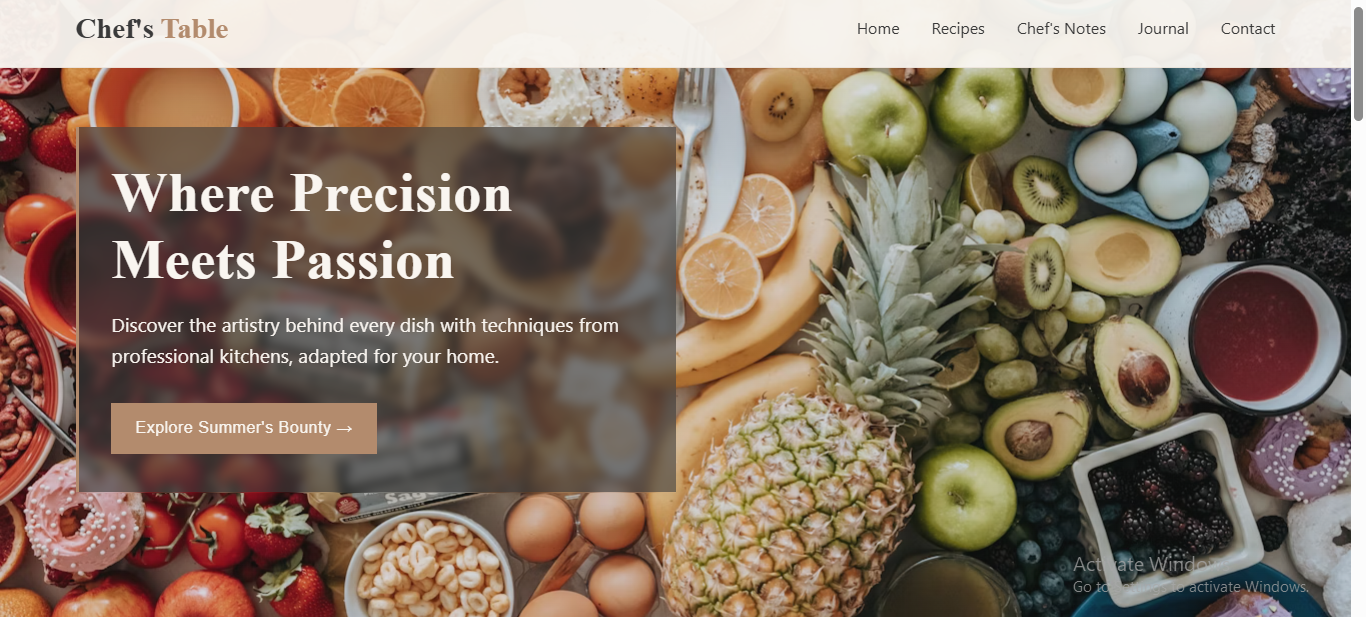 Chef's Table
Home Recipes Chef's Notes Journal Contact
Where Precision
Meets Passion
Discover the artistry behind every dish with techniques from
professional kitchens, adapted for your home.
Explore Summer's Bounty →
Activate Windows
Go to Settings to activate Windows.